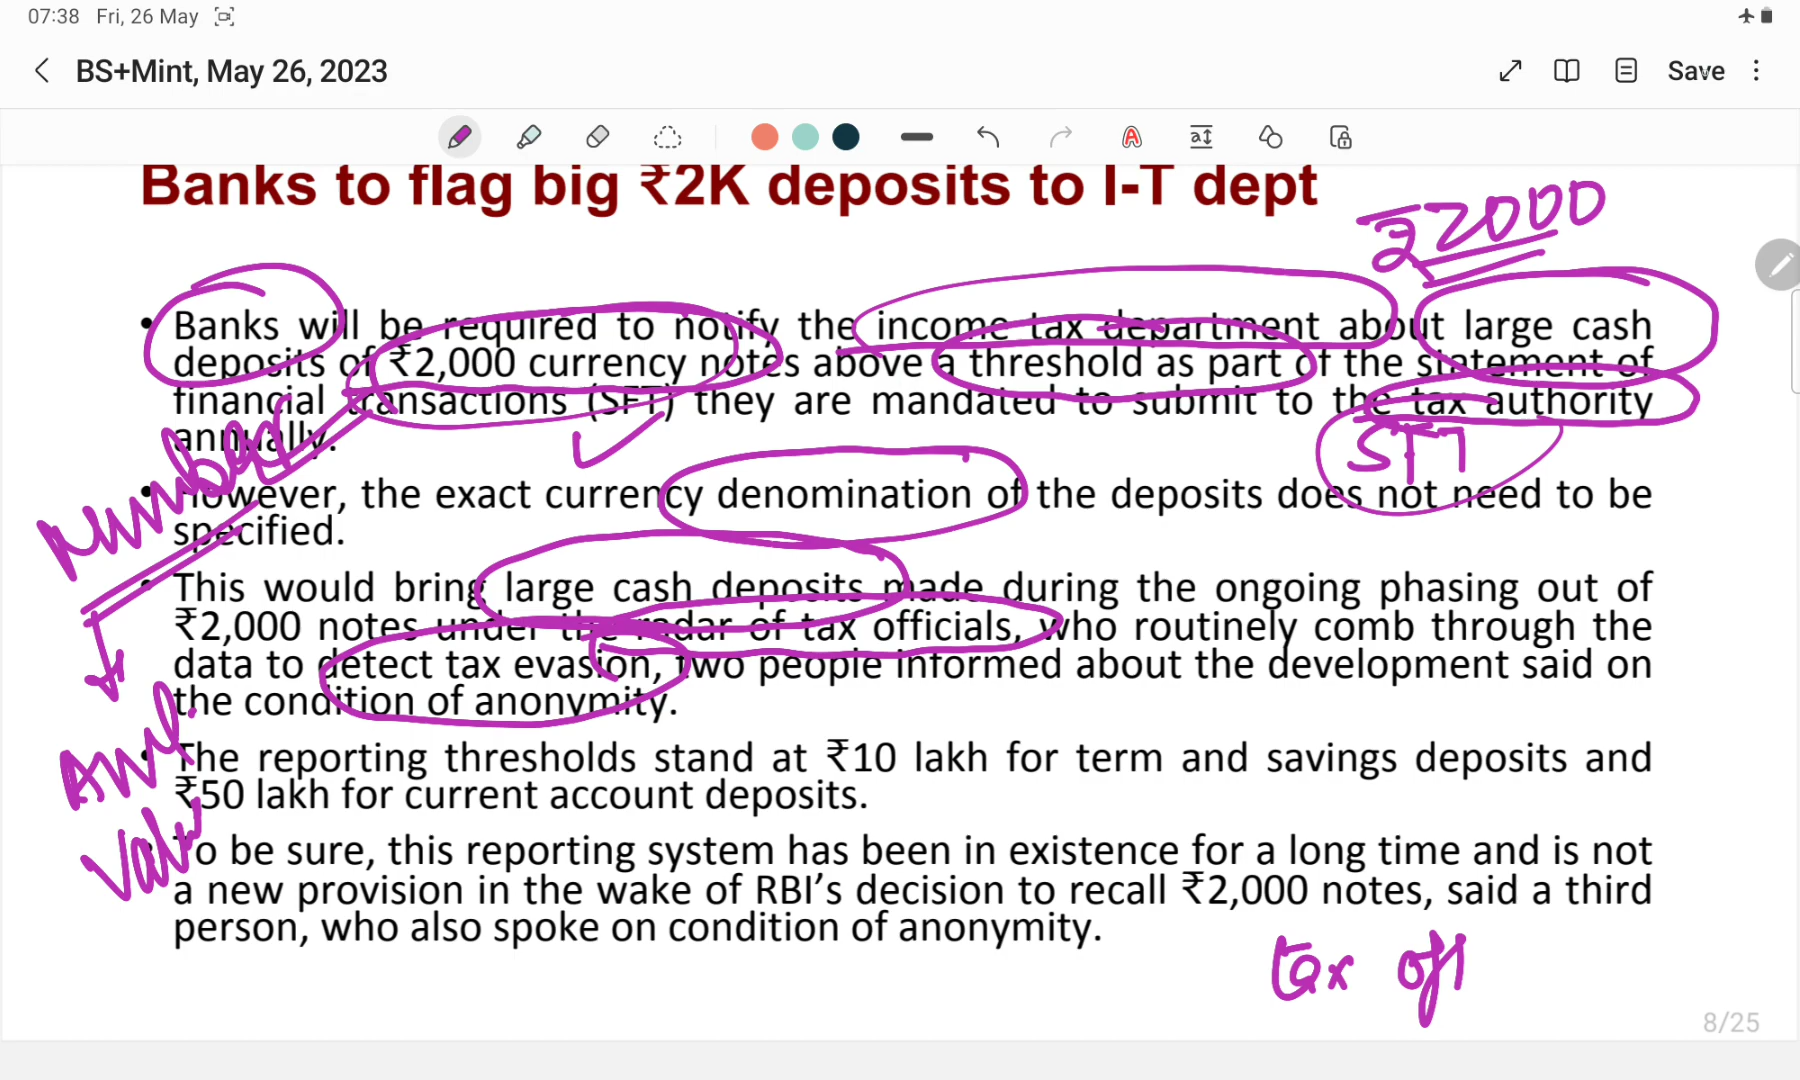 07:38 Fri, 26 May
BS+Mint, May 26, 2023
Save
Banks to flag big ₹2K deposits to I-T dept
₹2000
• Banks will be required to notify the income tax department about large cash
deposits of ₹2,000 currency notes above a threshold as part of the statement of
financial transactions (SFT) they are mandated to submit to the tax authority
annually.
SFT
Number
• However, the exact currency denomination of the deposits does not need to be
specified.
• This would bring large cash deposits made during the ongoing phasing out of
₹2,000 notes under the radar of tax officials, who routinely comb through the
data to detect tax evasion, two people informed about the development said on
the condition of anonymity.
• The reporting thresholds stand at ₹10 lakh for term and savings deposits and
₹50 lakh for current account deposits.
• To be sure, this reporting system has been in existence for a long time and is not
a new provision in the wake of RBI’s decision to recall ₹2,000 notes, said a third
person, who also spoke on condition of anonymity.
tax off
8/25